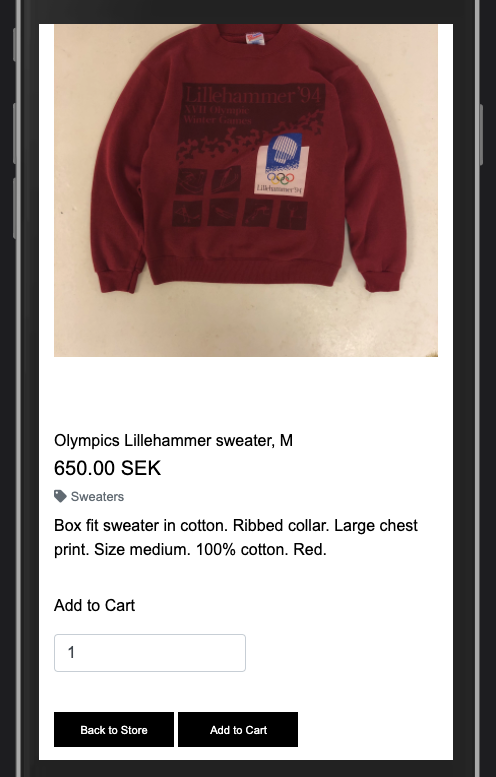 Lillehammer '94
XVII Olympic
Winter Games
Lillehammer '94
Olympics Lillehammer sweater, M
650.00 SEK
Sweaters
Box fit sweater in cotton. Ribbed collar. Large chest
print. Size medium. 100% cotton. Red.
Add to Cart
1
Back to Store
Add to Cart